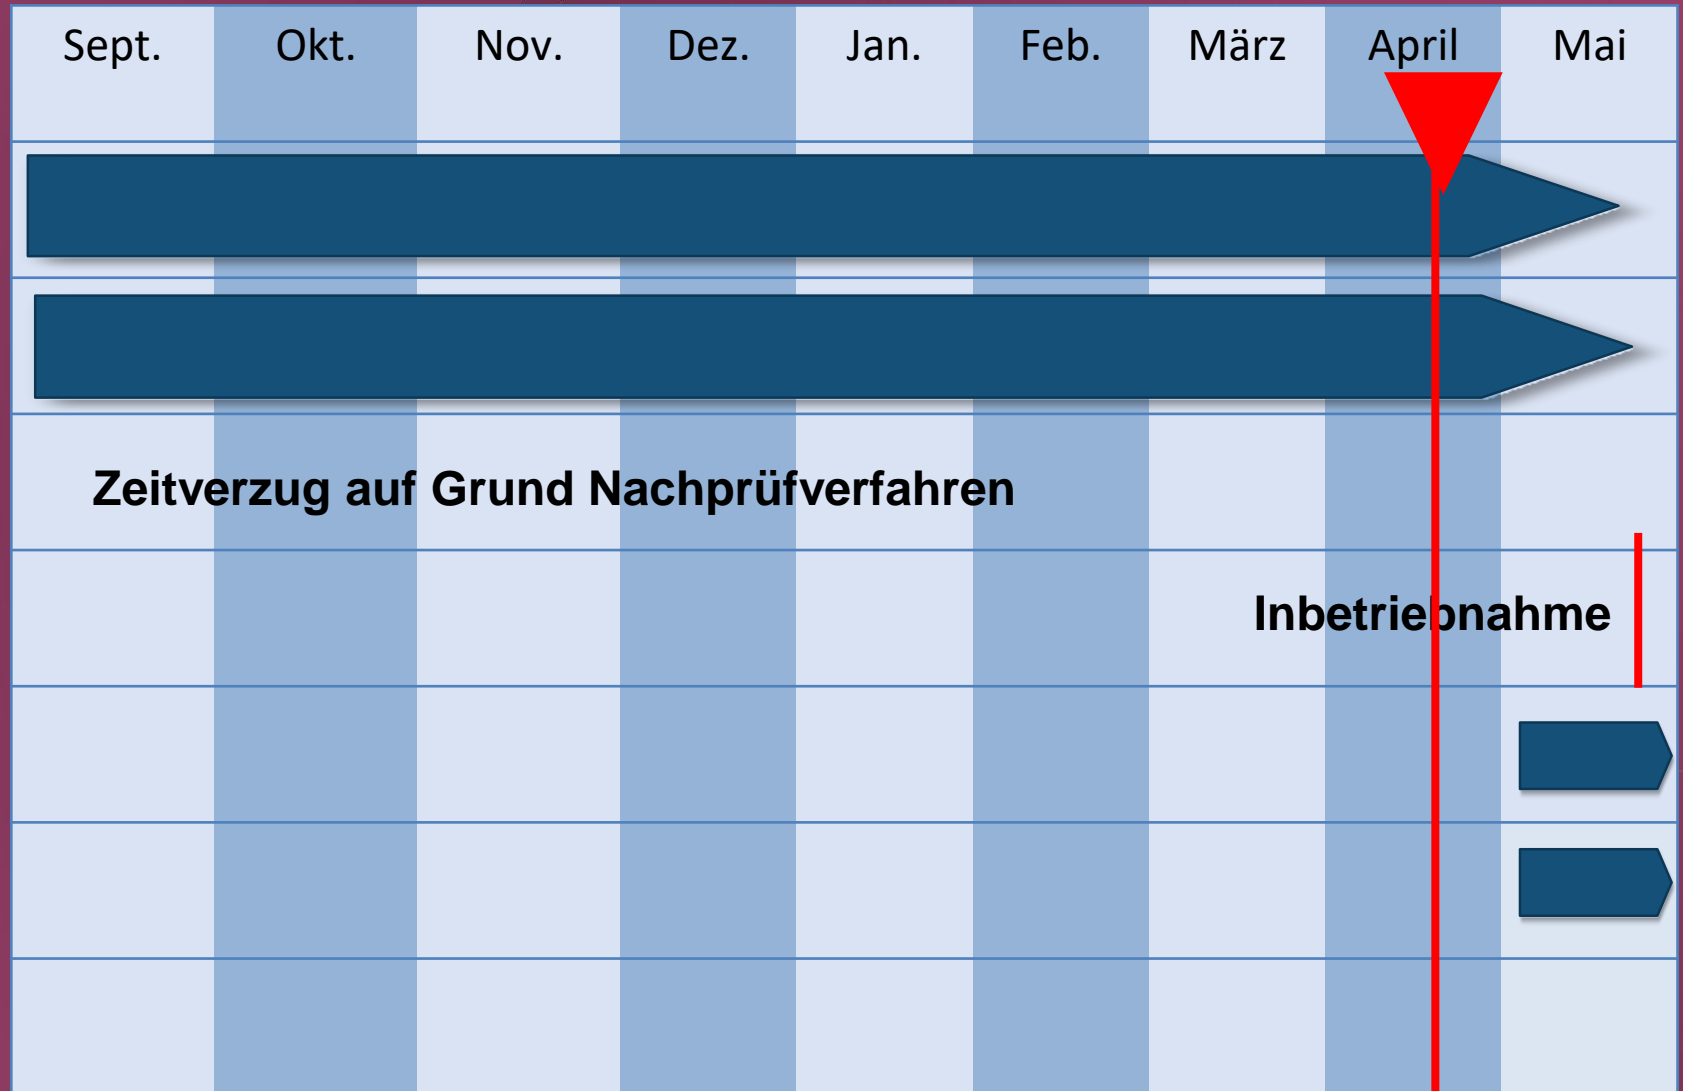 Sept. Okt. Nov. Dez. Jan. Feb. März April Mai
Zeitverzug auf Grund Nachprüfverfahren
Inbetriebnahme